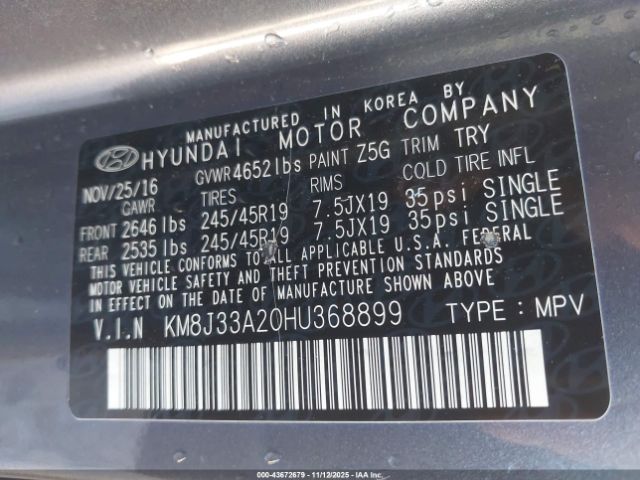 MANUFACTURED IN KOREA BY
HYUNDAI MOTOR COMPANY
NOV/25/16 GVWR 4652 lbs PAINT Z5G TRIM TRY
GAWR TIRES RIMS COLD TIRE INFL
FRONT 2646 lbs 245/45R19 7.5JX19 35 psi SINGLE
REAR 2535 lbs 245/45R19 7.5JX19 35 psi SINGLE
THIS VEHICLE CONFORMS TO ALL APPLICABLE U.S.A. FEDERAL
MOTOR VEHICLE SAFETY AND THEFT PREVENTION STANDARDS
IN EFFECT ON THE DATE OF MANUFACTURE SHOWN ABOVE
V.I.N KM8J33A20HU368899 TYPE : MPV
000-43672679 - 11/12/2025 - IAA, Inc.